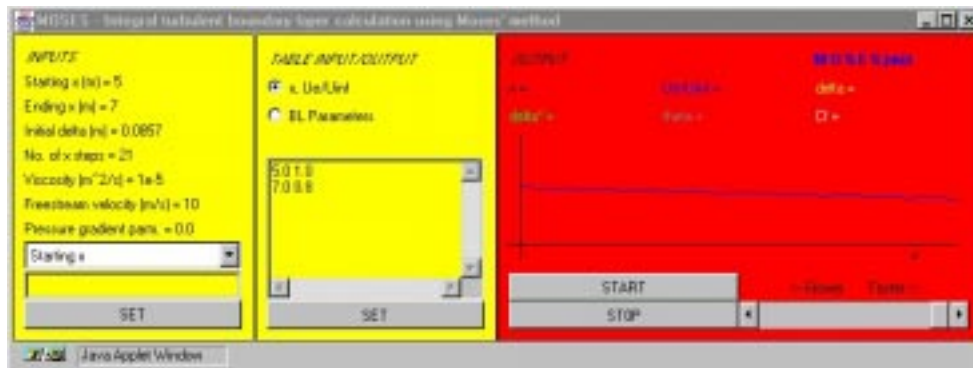 MOSES - Integral turbulent boundary layer calculation using Moses' method
INPUTS
Starting x (m) = 5
Ending x (m) = 7
Initial delta (m) = 0.0857
No. of x steps = 21
Viscosity (m^2/s) = 1e-5
Freestream velocity (m/s) = 10
Pressure gradient param. = 0.0
Starting x
SET
TABLE INPUT/OUTPUT
x, Ue/Uinf
BL Parameters
5.0 1.0
7.0 0.8
SET
OUTPUT
x =
Ue/Uinf =
delta =
delta* =
theta =
Cf =
x
START
<-Slower
Faster->
STOP
Java Applet Window